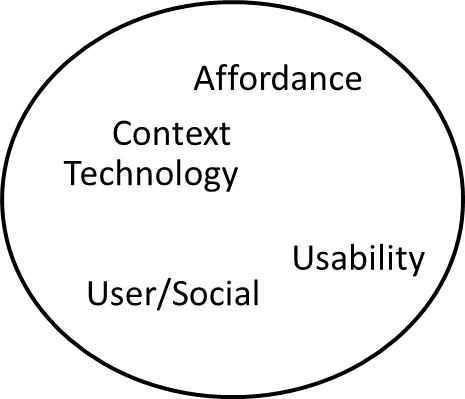 Affordance
Context
Technology
Usability
User/Social